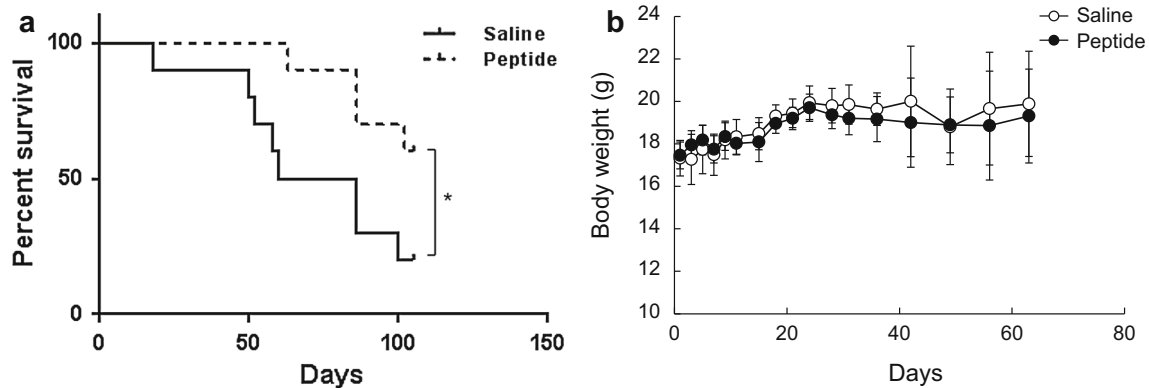 a
Saline
Peptide
Percent survival
100
50
0
*
0 50 100 150
Days
b
Saline
Peptide
Body weight (g)
24
22
20
18
16
14
12
10
0 20 40 60 80
Days